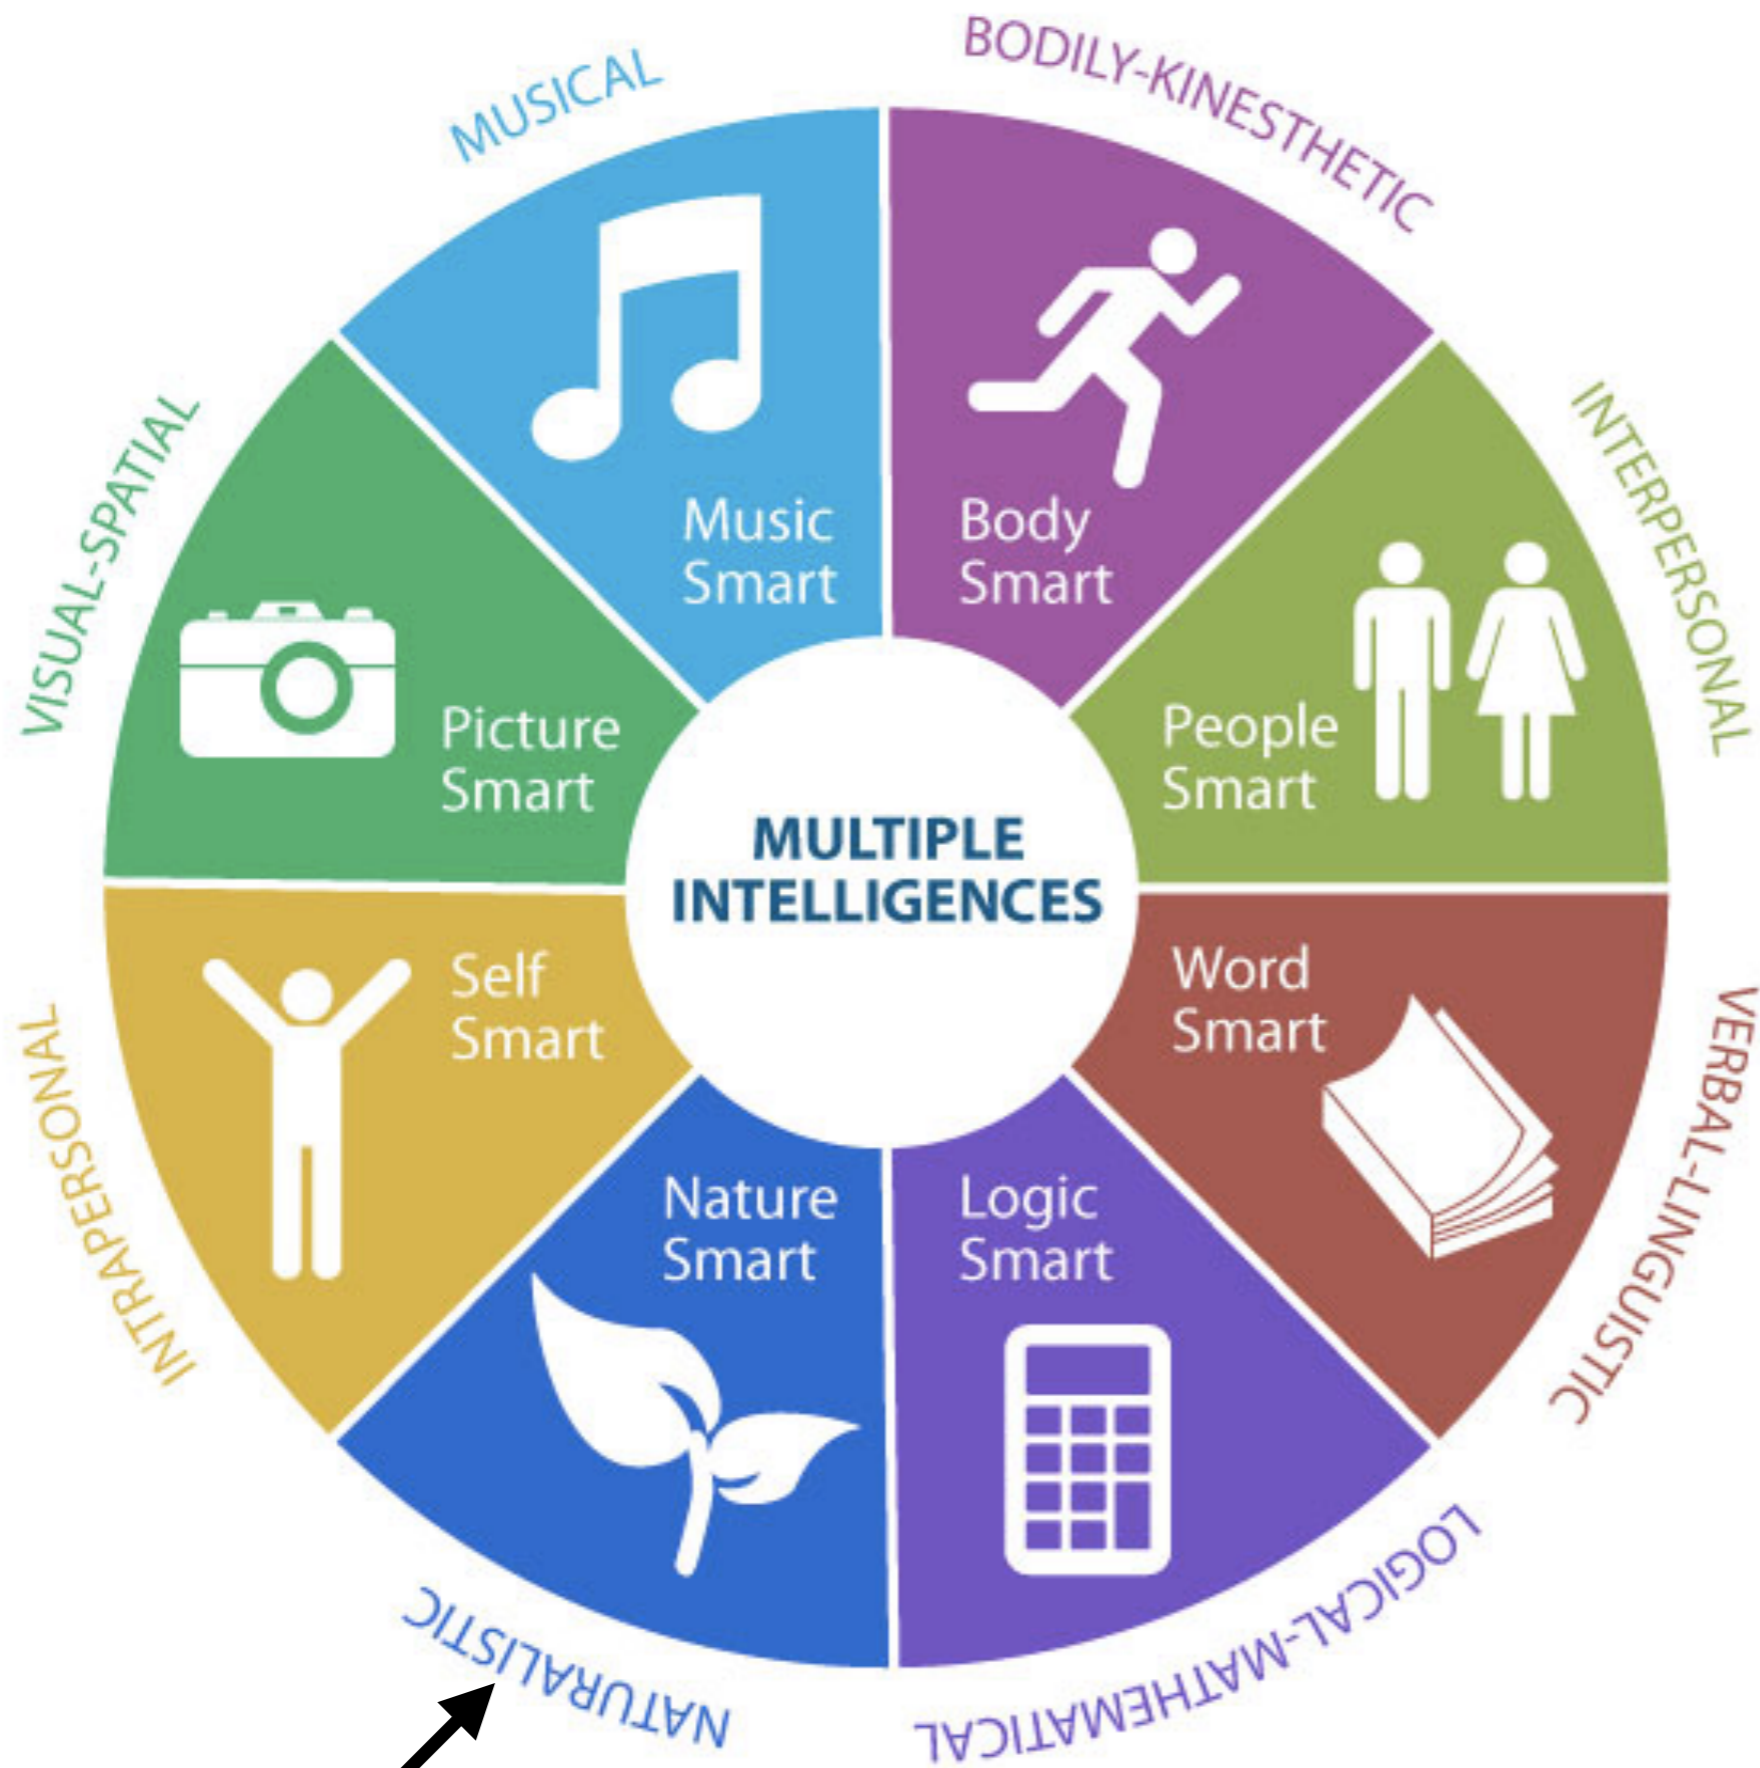 MUSICAL
BODILY-KINESTHETIC
INTERPERSONAL
VERBAL-LINGUISTIC
LOGICAL-MATHEMATICAL
NATURALISTIC
INTRAPERSONAL
VISUAL-SPATIAL
Music
Smart
Body
Smart
People
Smart
Word
Smart
Logic
Smart
Nature
Smart
Self
Smart
Picture
Smart
MULTIPLE
INTELLIGENCES